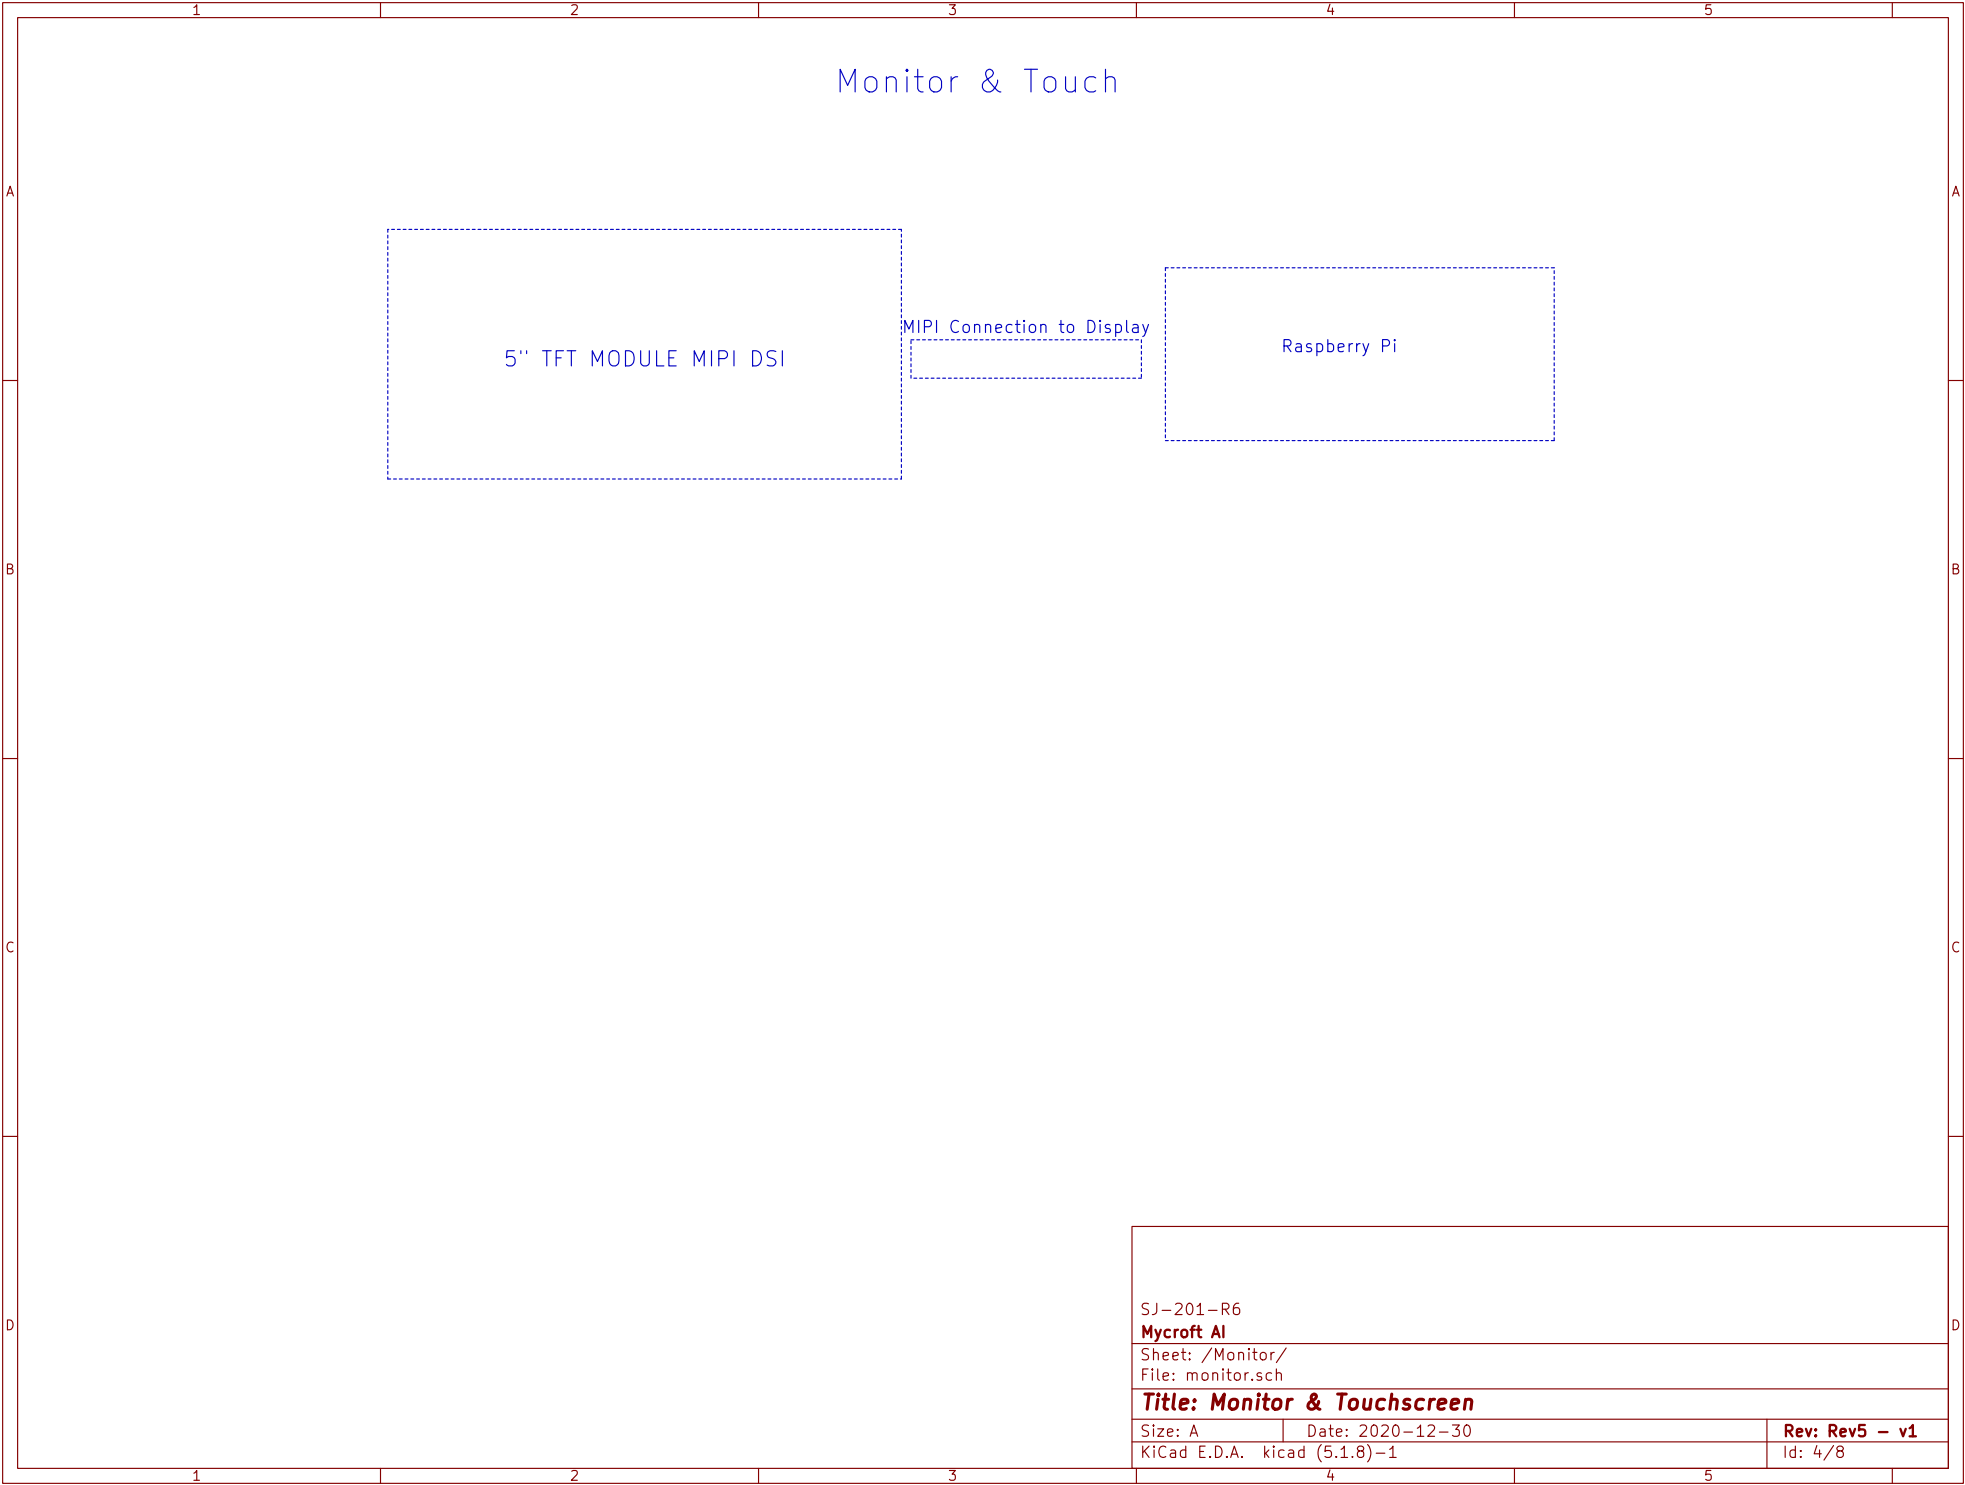 1 2 3 4 5
Monitor & Touch
A A
MIPI Connection to Display
Raspberry Pi
5'' TFT MODULE MIPI DSI
B B
C C
SJ-201-R6
D D
Mycroft AI
Sheet: /Monitor/
File: monitor.sch
Title: Monitor & Touchscreen
Size: A Date: 2020-12-30 Rev: Rev5 - v1
KiCad E.D.A. kicad (5.1.8)-1 Id: 4/8
1 2 3 4 5